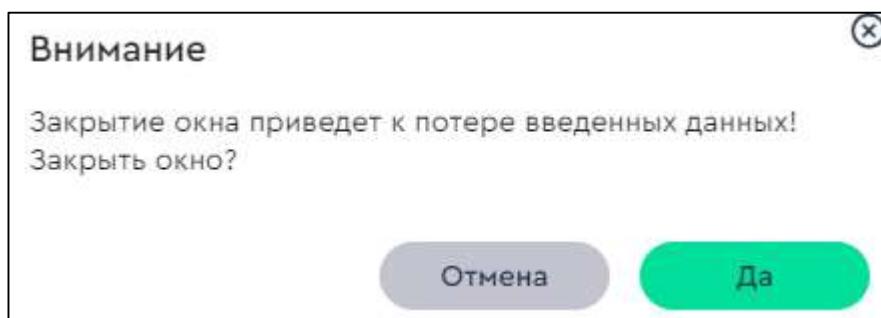 Внимание
Закрытие окна приведет к потере введенных данных!
Закрыть окно?
Отмена
Да